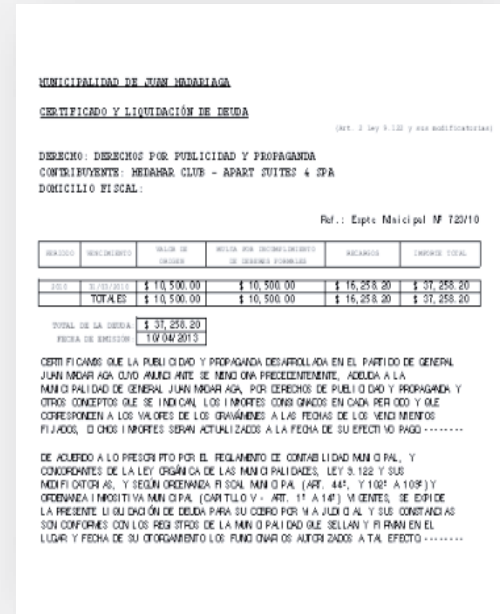 MUNICIPALIDAD DE JUAN MADARIAGA
CERTIFICADO Y LIQUIDACIÓN DE DEUDA
(Art. 2 Ley 9.122 y sus modificatorias)
DERECHO: DERECHOS POR PUBLICIDAD Y PROPAGANDA
CONTRIBUYENTE: MEDAMAR CLUB - APART SUITES & SPA
DOMICILIO FISCAL:
Ref.: Expte Municipal Nº 723/10
PERIODO VENCIMIENTO VALOR DE ORIGEN MULTA POR INCUMPLIMIENTO DE DEBERES FORMALES RECARGOS IMPORTE TOTAL
2010 31/03/2010 $ 10,500.00 $ 10,500.00 $ 16,258.20 $ 37,258.20
TOTALES $ 10,500.00 $ 10,500.00 $ 16,258.20 $ 37,258.20
TOTAL DE LA DEUDA $ 37,258.20
FECHA DE EMISIÓN 10/04/2013
CERTIFICAMOS QUE LA PUBLICIDAD Y PROPAGANDA DESARROLLADA EN EL PARTIDO DE GENERAL
JUAN MADARIAGA CUYO ANUNCIANTE SE MENCIONA PRECEDENTEMENTE, ADEUDA A LA
MUNICIPALIDAD DE GENERAL JUAN MADARIAGA, POR DERECHOS DE PUBLICIDAD Y PROPAGANDA Y
OTROS CONCEPTOS QUE SE INDICAN, LOS IMPORTES CONSIGNADOS EN CADA PERIODO Y QUE
CORRESPONDEN A LOS VALORES DE LOS GRAVÁMENES A LAS FECHAS DE LOS VENCIMIENTOS
FIJADOS, DICHOS IMPORTES SERAN ACTUALIZADOS A LA FECHA DE SU EFECTIVO PAGO--------
DE ACUERDO A LO PRESCRIPTO POR EL REGLAMENTO DE CONTABILIDAD MUNICIPAL, Y
CONCORDANTES DE LA LEY ORGÁNICA DE LAS MUNICIPALIDADES, LEY 9.122 Y SUS
MODIFICATORIAS, Y SEGÚN ORDENANZA FISCAL MUNICIPAL (ART. 44º, Y 102º A 109º) Y
ORDENANZA IMPOSITIVA MUNICIPAL (CAPITULO V - ART. 1º A 14º) VIGENTES, SE EXPIDE
LA PRESENTE LIQUIDACIÓN DE DEUDA PARA SU COBRO POR VIA JUDICIAL Y SUS CONSTANCIAS
SON CONFORMES CON LOS REGISTROS DE LA MUNICIPALIDAD QUE SELLAN Y FIRMAN EN EL
LUGAR Y FECHA DE SU OTORGAMIENTO LOS FUNCIONARIOS AUTORIZADOS A TAL EFECTO--------